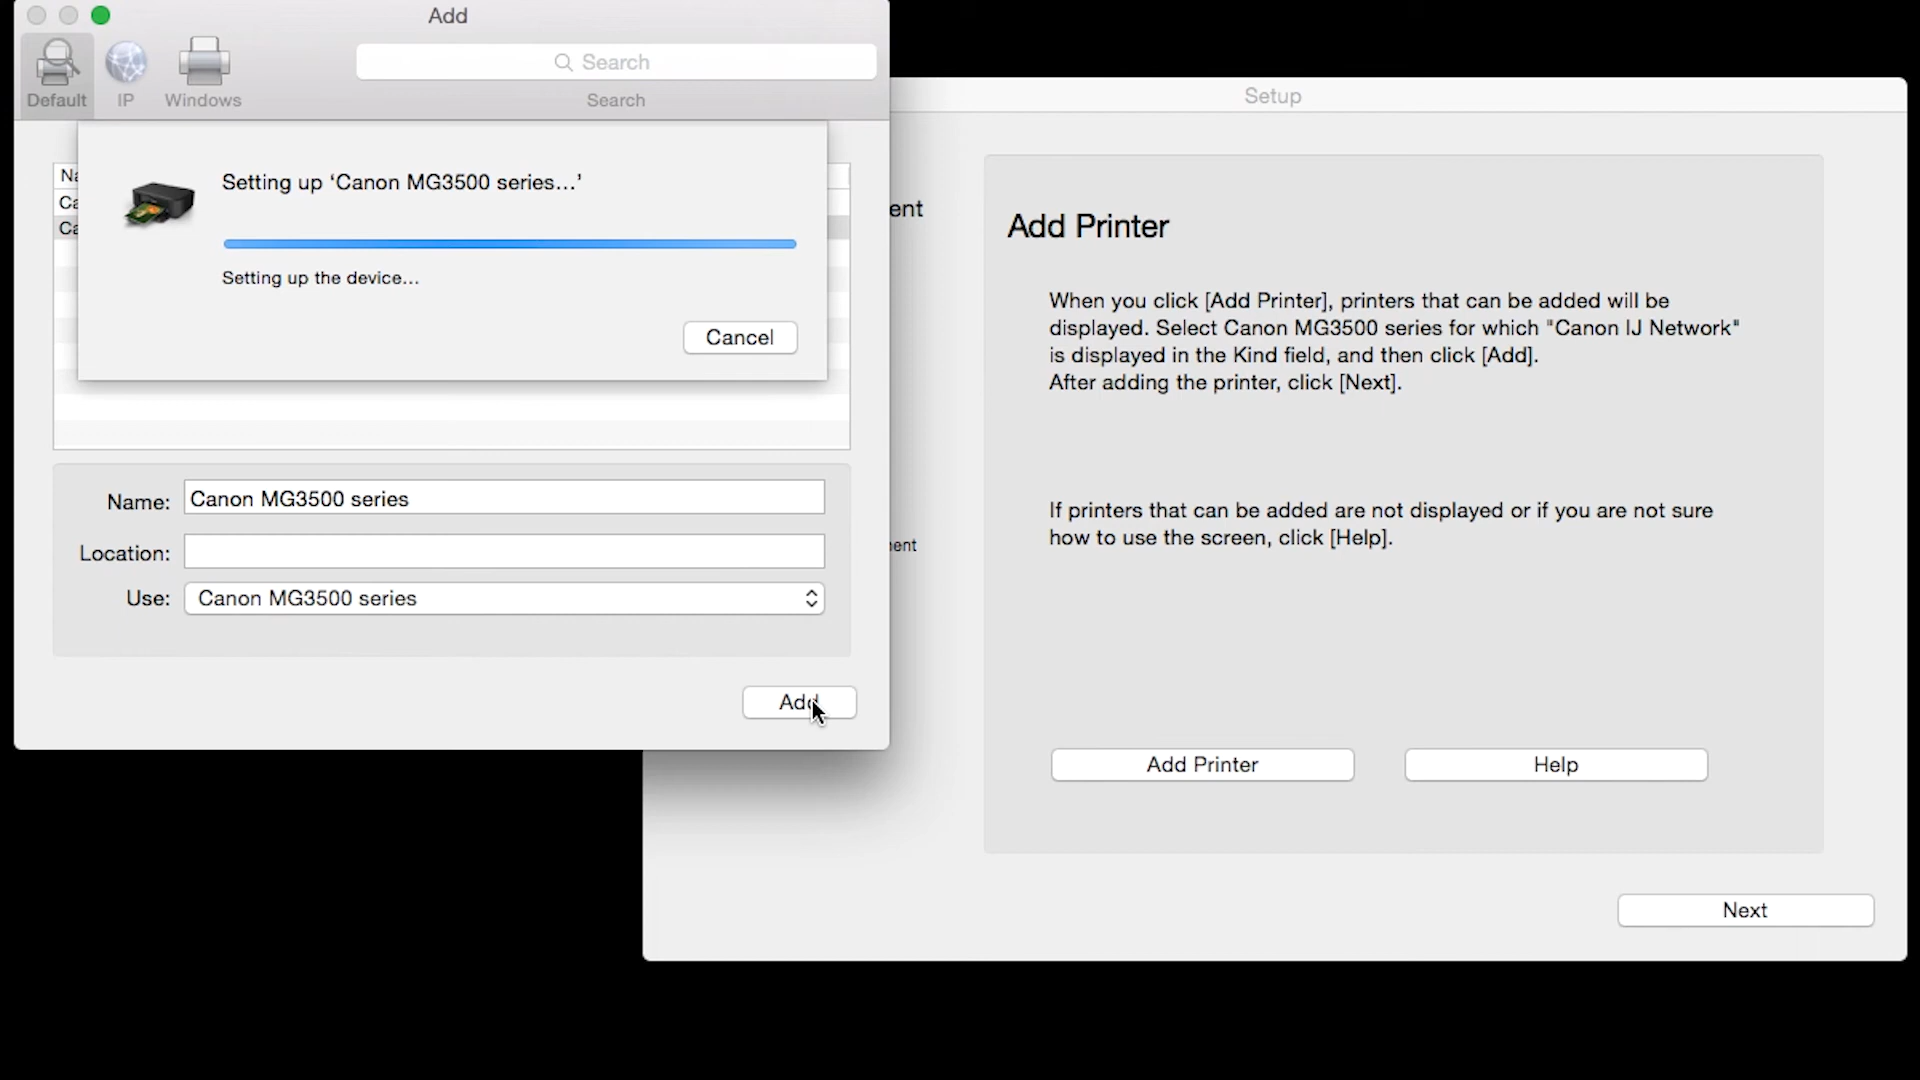 Add
Default
IP
Windows
Search
Search
Setting up ‘Canon MG3500 series…’
Setting up the device...
Cancel
Name:
Canon MG3500 series
Location:
Use:
Canon MG3500 series
Add
Setup
Add Printer
When you click [Add Printer], printers that can be added will be
displayed. Select Canon MG3500 series for which "Canon IJ Network"
is displayed in the Kind field, and then click [Add].
After adding the printer, click [Next].
If printers that can be added are not displayed or if you are not sure
how to use the screen, click [Help].
Add Printer
Help
Next